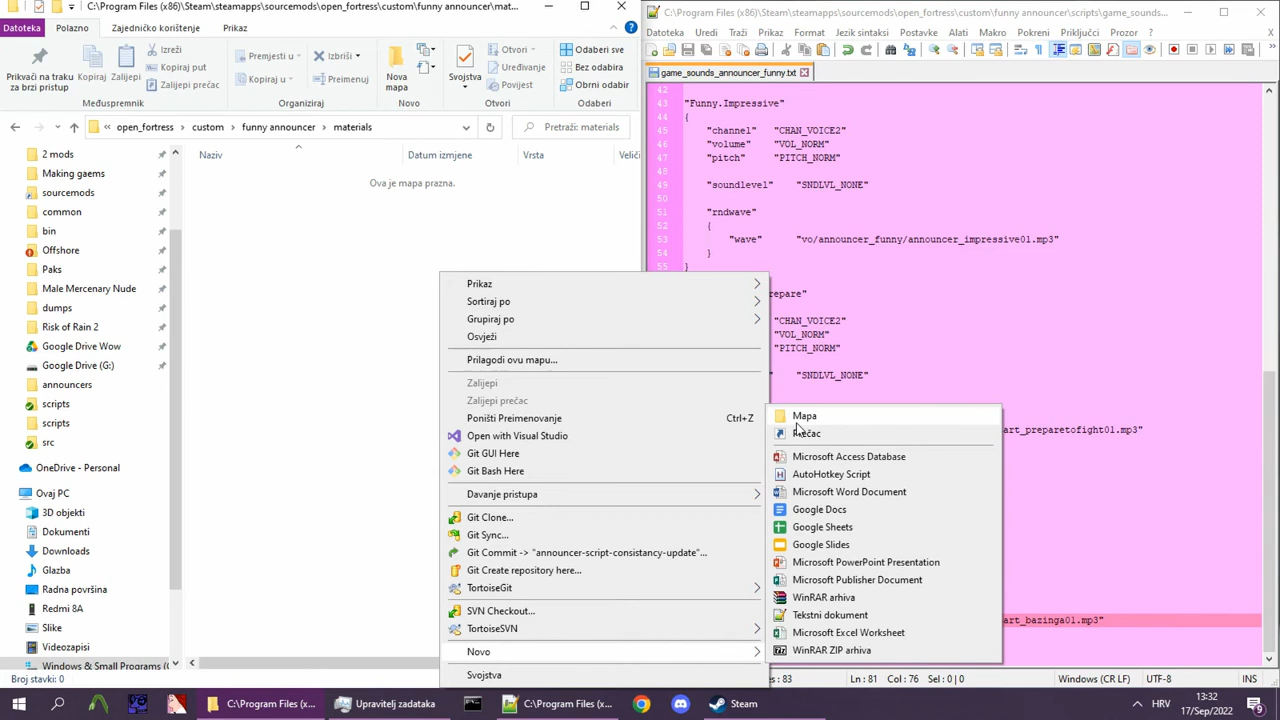 C:\Program Files (x86)\Steam\steamapps\sourcemods\open_fortress\custom\funny announcer\mat...
Datoteka
Polazno
Zajedničko korištenje
Prikaz
Prikvači na traku za brzi pristup
Kopiraj
Zalijepi
Izreži
Kopiraj put
Zalijepi prečac
Međuspremnik
Premjesti u
Kopiraj u
Izbriši
Preimenuj
Organiziraj
Nova mapa
Novo
Svojstva
Otvori
Uređivanje
Povijest
Otvori
Odaberi sve
Bez odabira
Obrni odabir
Odaberi
open_fortress
custom
funny announcer
materials
Pretraži: materials
Naziv
Datum izmjene
Vrsta
Veliči
Ova je mapa prazna.
2 mods
Making gaems
sourcemods
common
bin
Offshore
Paks
Male Mercenary Nude
dumps
Risk of Rain 2
Google Drive Wow
Google Drive (G:)
announcers
scripts
scripts
src
OneDrive - Personal
Ovaj PC
3D objekti
Dokumenti
Downloads
Glazba
Radna površina
Redmi 8A
Slike
Videozapisi
Windows & Small Programs (
Broj stavki: 0
Prikaz
Sortiraj po
Grupiraj po
Osvježi
Prilagodi ovu mapu...
Zalijepi
Zalijepi prečac
Poništi Preimenovanje Ctrl+Z
Open with Visual Studio
Git GUI Here
Git Bash Here
Davanje pristupa
Git Clone...
Git Sync...
Git Commit -> "announcer-script-consistancy-update"...
Git Create repository here...
TortoiseGit
SVN Checkout...
TortoiseSVN
Novo
Svojstva
Mapa
Microsoft Access Database
AutoHotkey Script
Microsoft Word Document
Google Docs
Google Sheets
Google Slides
Microsoft PowerPoint Presentation
Microsoft Publisher Document
WinRAR arhiva
Tekstni dokument
Microsoft Excel Worksheet
WinRAR ZIP arhiva
C:\Program Files (x86)\Steam\steamapps\sourcemods\open_fortress\custom\funny announcer\scripts\game_sounds...
Datoteka Uredi Traži Prikaz Format Jezik sintaksi Postavke Alati Makro Pokreni Priključci Prozor ?
game_sounds_announcer_funny.txt
42
43 "Funny.Impressive"
44 {
45 "channel" "CHAN_VOICE2"
46 "volume" "VOL_NORM"
47 "pitch" "PITCH_NORM"
48
49 "soundlevel" "SNDLVL_NONE"
50
51 "rndwave"
52 {
53 "wave" "vo/announcer_funny/announcer_impressive01.mp3"
54 }
55 }
epare"
"CHAN_VOICE2"
"VOL_NORM"
"PITCH_NORM"
"SNDLVL_NONE"
art_preparetofight01.mp3"
art_bazinga01.mp3"
es : 83
Ln : 81 Col : 76 Sel : 0 | 0
Windows (CR LF)
UTF-8
INS
C:\Program Files (x...
Upravitelj zadataka
C:\Program Files (x...
Steam
HRV
13:32
17/Sep/2022
9